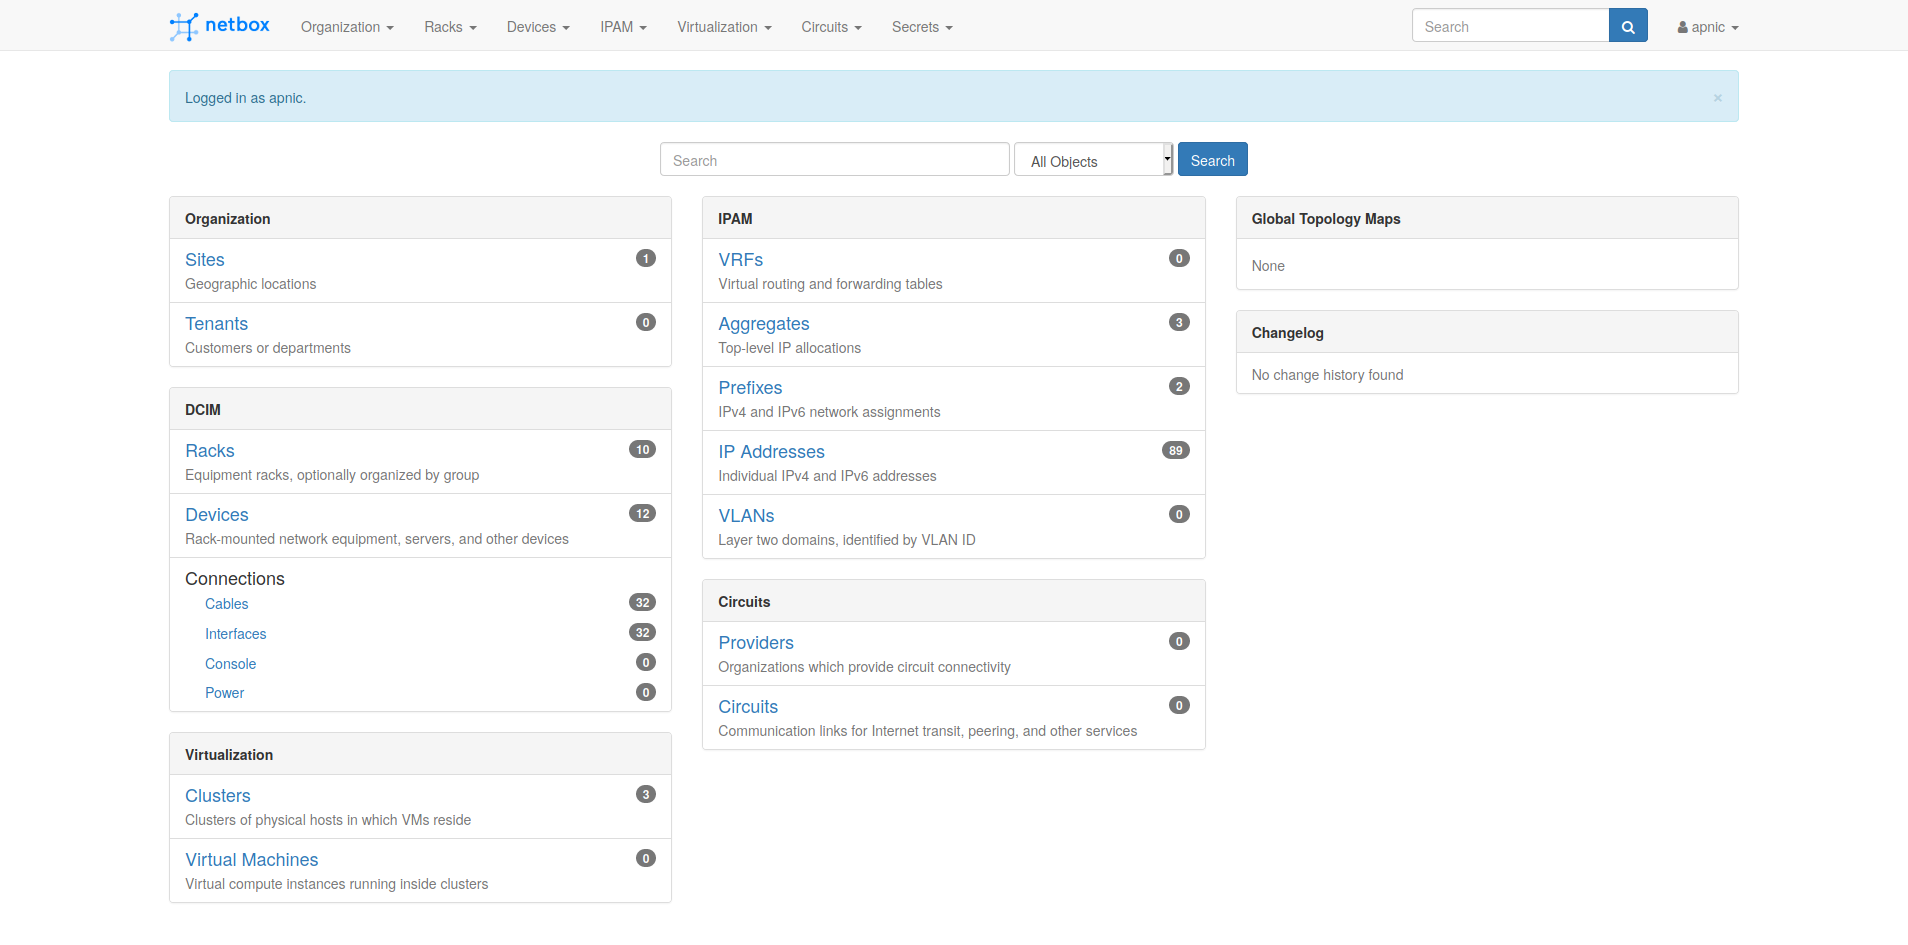 netbox Organization Racks Devices IPAM Virtualization Circuits Secrets Search apnic
Logged in as apnic. ×
Search All Objects Search
Organization
Sites 1
Geographic locations
Tenants 0
Customers or departments
DCIM
Racks 10
Equipment racks, optionally organized by group
Devices 12
Rack-mounted network equipment, servers, and other devices
Connections
Cables 32
Interfaces 32
Console 0
Power 0
Virtualization
Clusters 3
Clusters of physical hosts in which VMs reside
Virtual Machines 0
Virtual compute instances running inside clusters
IPAM
VRFs 0
Virtual routing and forwarding tables
Aggregates 3
Top-level IP allocations
Prefixes 2
IPv4 and IPv6 network assignments
IP Addresses 89
Individual IPv4 and IPv6 addresses
VLANs 0
Layer two domains, identified by VLAN ID
Circuits
Providers 0
Organizations which provide circuit connectivity
Circuits 0
Communication links for Internet transit, peering, and other services
Global Topology Maps
None
Changelog
No change history found